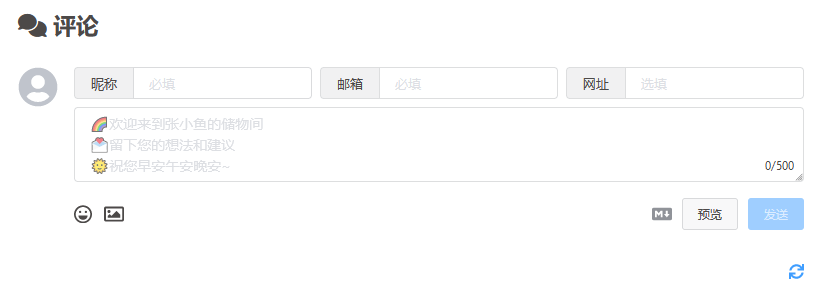 评论
昵称 必填 邮箱 必填 网址 选填
🌈欢迎来到张小鱼的储物间
💌留下您的想法和建议
🌞祝您早安午安晚安~
0/500
M↓ 预览 发送